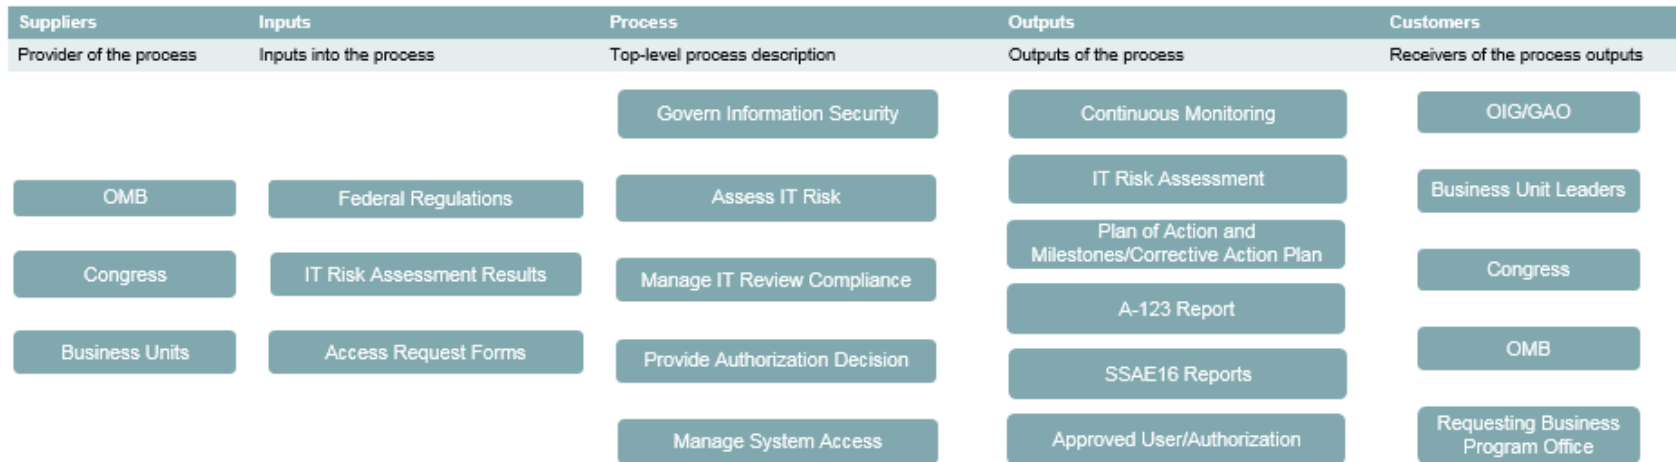 Suppliers
Inputs
Process
Outputs
Customers
Provider of the process
Inputs into the process
Top-level process description
Outputs of the process
Receivers of the process outputs
OMB
Congress
Business Units
Federal Regulations
IT Risk Assessment Results
Access Request Forms
Govern Information Security
Assess IT Risk
Manage IT Review Compliance
Provide Authorization Decision
Manage System Access
Continuous Monitoring
IT Risk Assessment
Plan of Action and
Milestones/Corrective Action Plan
A-123 Report
SSAE16 Reports
Approved User/Authorization
OIG/GAO
Business Unit Leaders
Congress
OMB
Requesting Business
Program Office